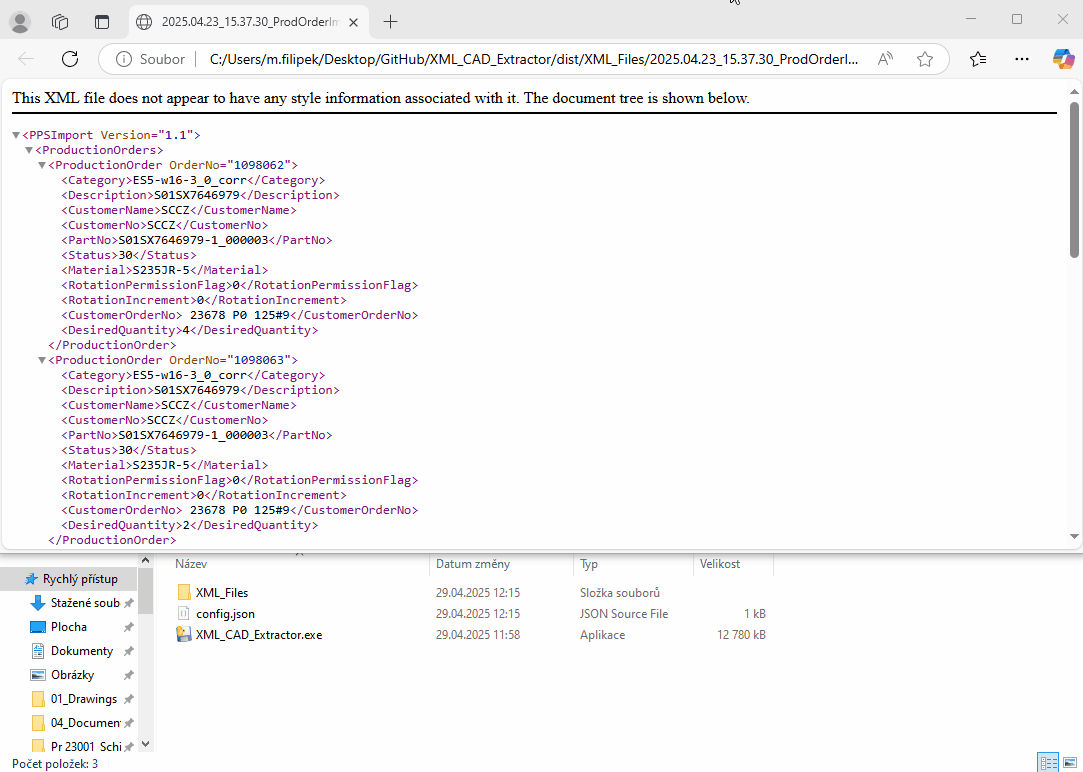 2025.04.23_15.37.30_ProdOrderIm
Soubor C:/Users/m.filipek/Desktop/GitHub/XML_CAD_Extractor/dist/XML_Files/2025.04.23_15.37.30_ProdOrderI...
This XML file does not appear to have any style information associated with it. The document tree is shown below.
▼<PPSImport Version="1.1">
▼<ProductionOrders>
▼<ProductionOrder OrderNo="1098062">
<Category>ES5-w16-3_0_corr</Category>
<Description>S01SX7646979</Description>
<CustomerName>SCCZ</CustomerName>
<CustomerNo>SCCZ</CustomerNo>
<PartNo>S01SX7646979-1_000003</PartNo>
<Status>30</Status>
<Material>S235JR-5</Material>
<RotationPermissionFlag>0</RotationPermissionFlag>
<RotationIncrement>0</RotationIncrement>
<CustomerOrderNo> 23678 P0 125#9</CustomerOrderNo>
<DesiredQuantity>4</DesiredQuantity>
</ProductionOrder>
▼<ProductionOrder OrderNo="1098063">
<Category>ES5-w16-3_0_corr</Category>
<Description>S01SX7646979</Description>
<CustomerName>SCCZ</CustomerName>
<CustomerNo>SCCZ</CustomerNo>
<PartNo>S01SX7646979-1_000003</PartNo>
<Status>30</Status>
<Material>S235JR-5</Material>
<RotationPermissionFlag>0</RotationPermissionFlag>
<RotationIncrement>0</RotationIncrement>
<CustomerOrderNo> 23678 P0 125#9</CustomerOrderNo>
<DesiredQuantity>2</DesiredQuantity>
</ProductionOrder>
Název Datum změny Typ Velikost
XML_Files 29.04.2025 12:15 Složka souborů
config.json 29.04.2025 12:15 JSON Source File 1 kB
XML_CAD_Extractor.exe 29.04.2025 11:58 Aplikace 12 780 kB
Rychlý přístup
Stažené soub
Plocha
Dokumenty
Obrázky
01_Drawings
04_Documen
Pr 23001 Schi
Počet položek: 3